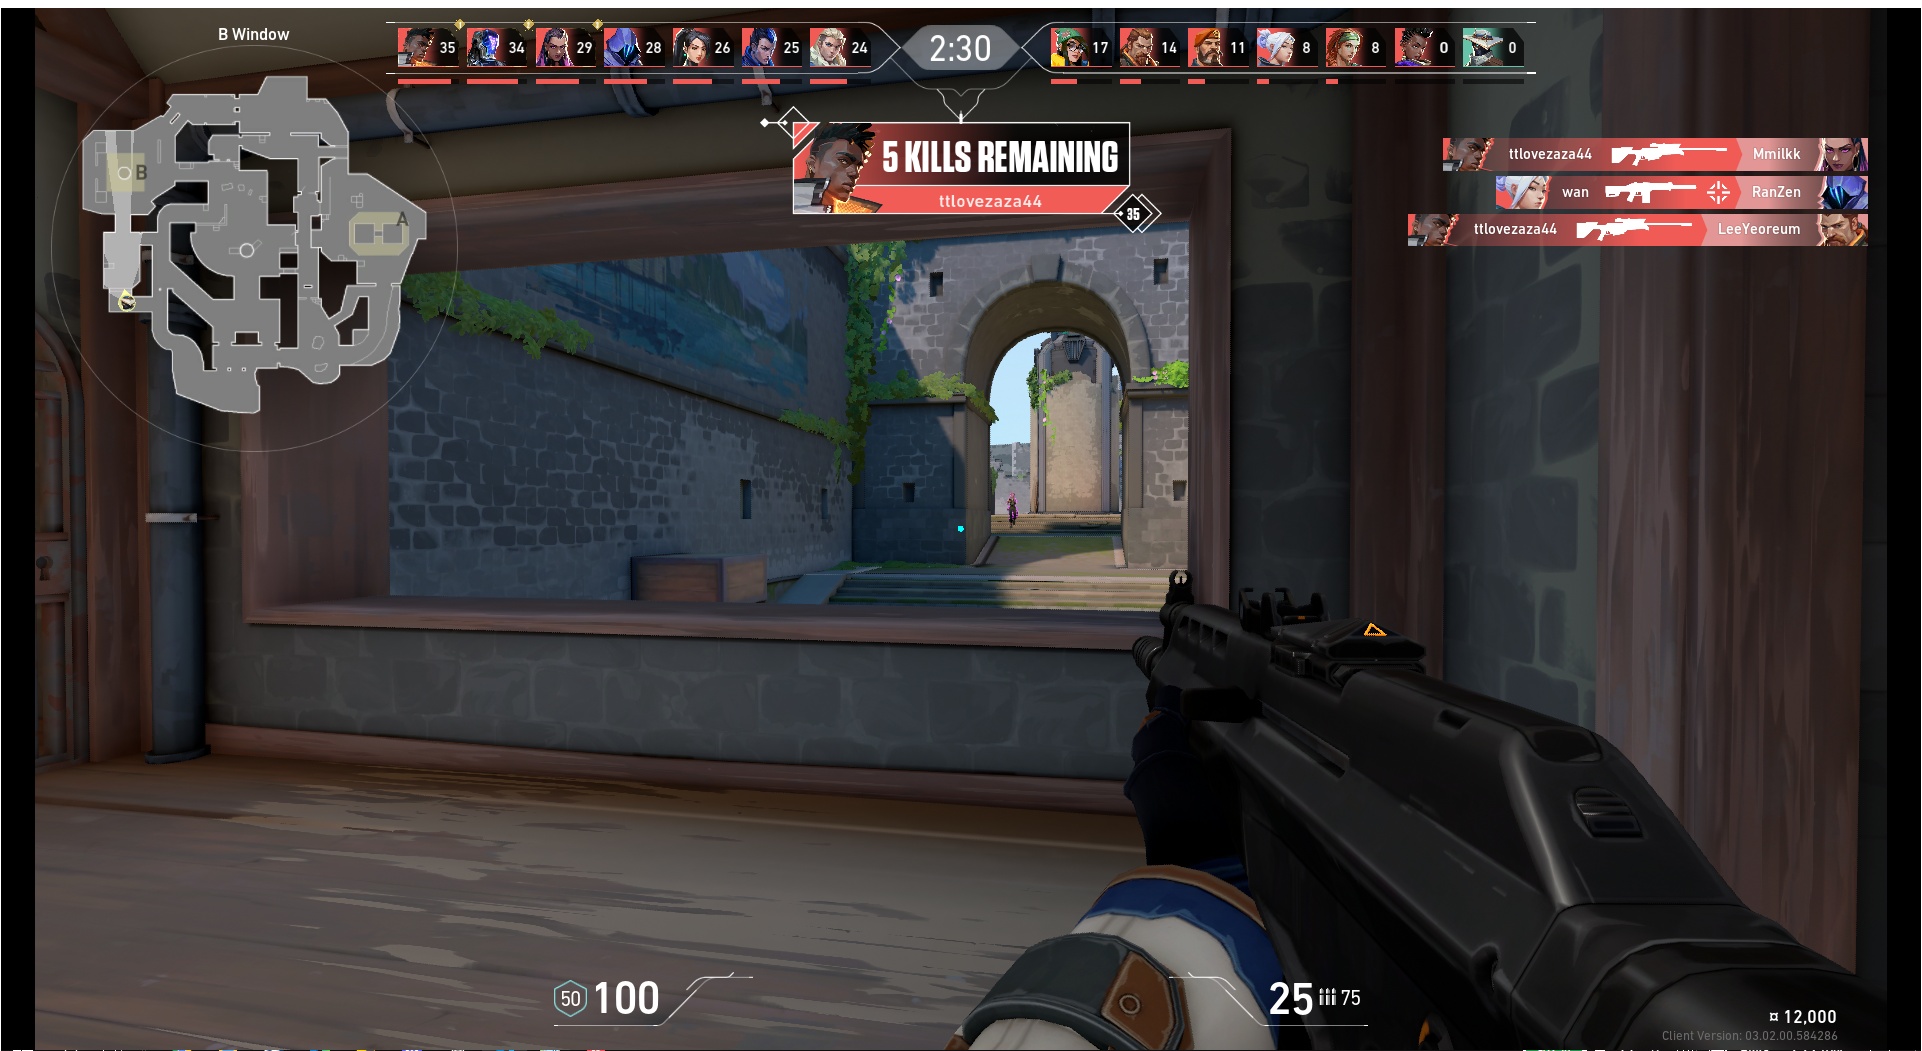 B Window
35 34 29 28 26 25 24 2:30 17 14 11 8 8 0 0
5 KILLS REMAINING
ttlovezaza44
35
ttlovezaza44 Mmilkk
wan RanZen
ttlovezaza44 LeeYeoreum
B
A
50 100
25 75
¤ 12,000
Client Version: 03.02.00.584286